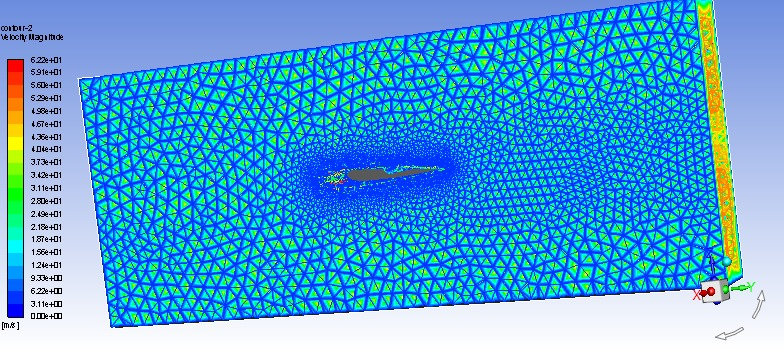 contour-2
Velocity Magnitude
6.22e+01
5.91e+01
5.60e+01
5.29e+01
4.98e+01
4.67e+01
4.36e+01
4.04e+01
3.73e+01
3.42e+01
3.11e+01
2.80e+01
2.49e+01
2.18e+01
1.87e+01
1.56e+01
1.24e+01
9.33e+00
6.22e+00
3.11e+00
0.00e+00
[m/s]
X
Y